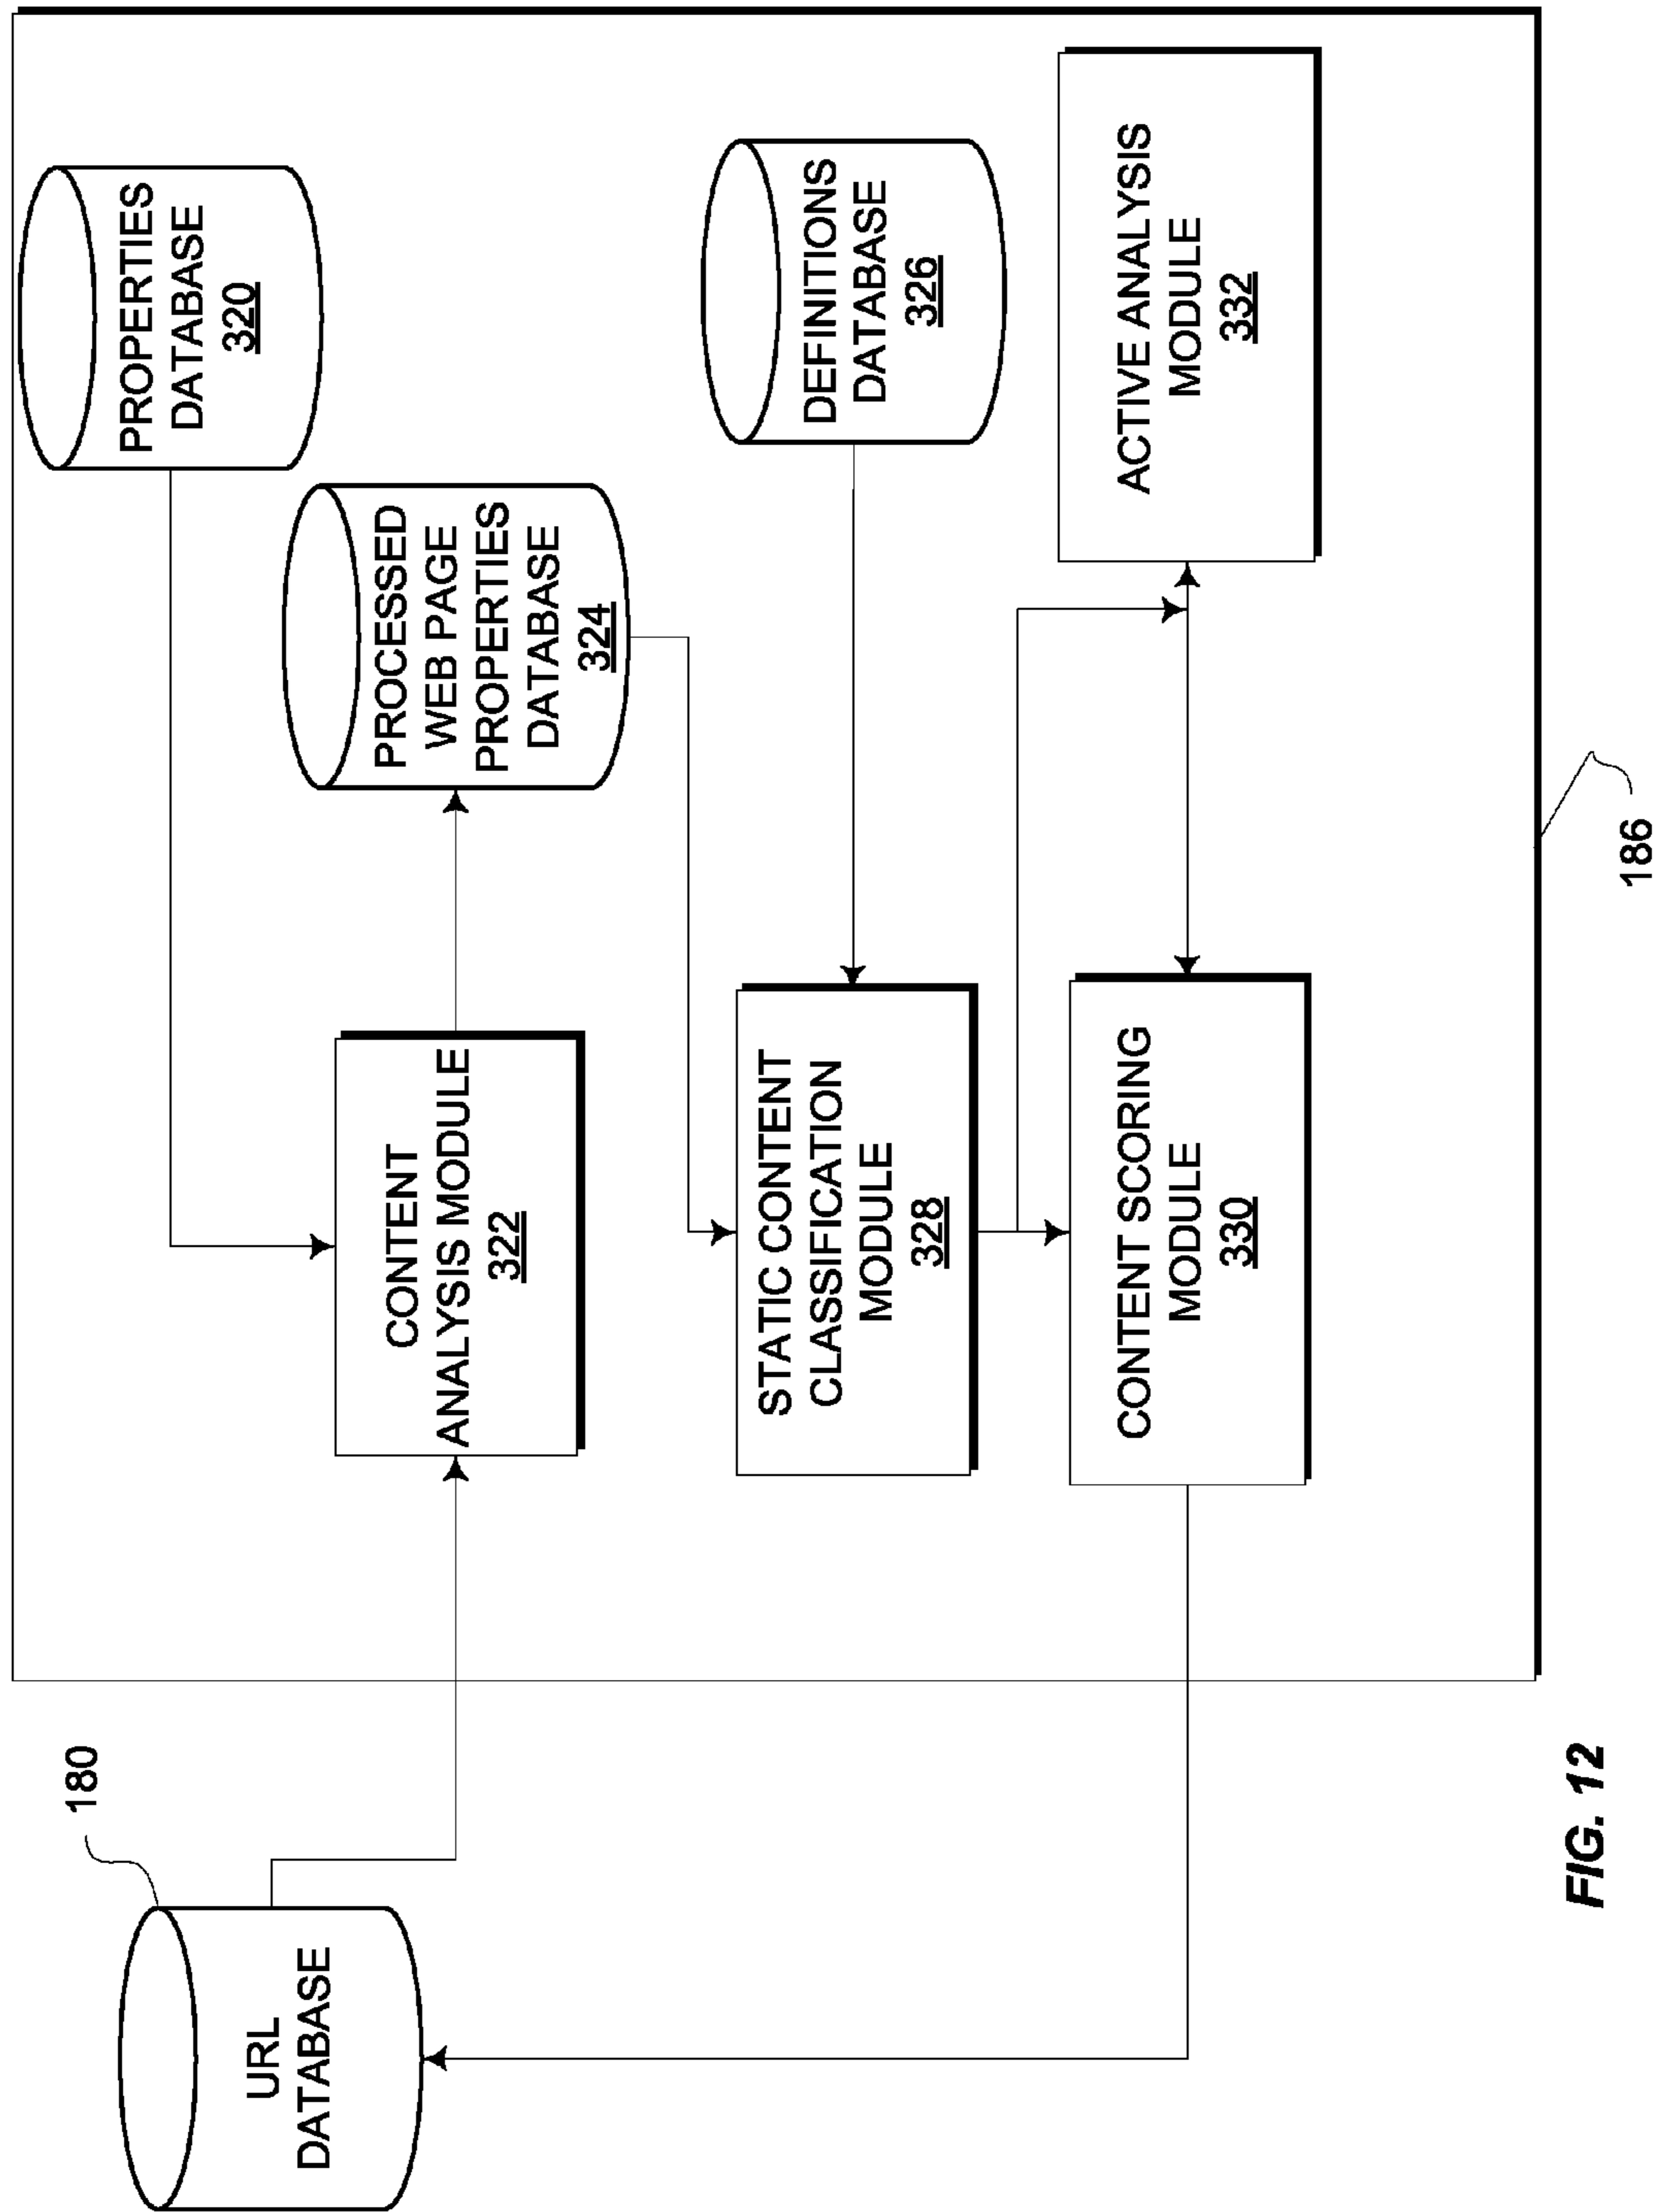 180
URL
DATABASE
PROPERTIES
DATABASE
320
CONTENT
ANALYSIS MODULE
322
PROCESSED
WEB PAGE
PROPERTIES
DATABASE
324
STATIC CONTENT
CLASSIFICATION
MODULE
328
DEFINITIONS
DATABASE
326
CONTENT SCORING
MODULE
330
ACTIVE ANALYSIS
MODULE
332
186
FIG. 12